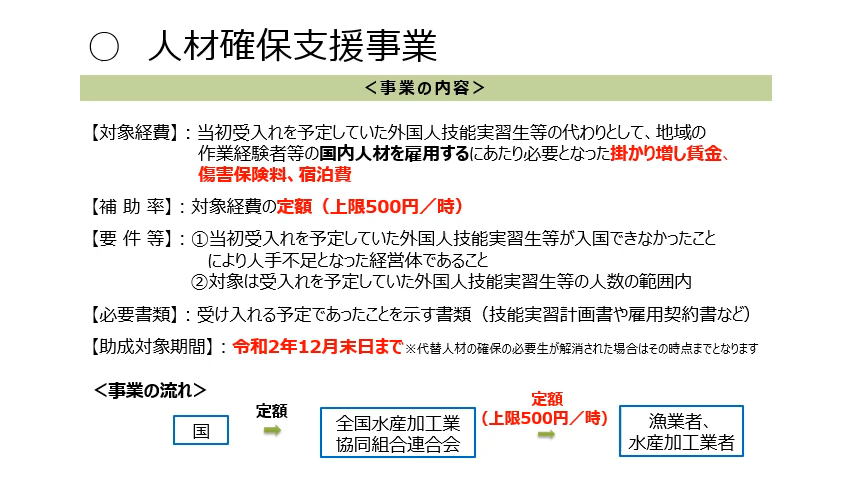 ○ 人材確保支援事業
＜事業の内容＞
【対象経費】：当初受入れを予定していた外国人技能実習生等の代わりとして、地域の
作業経験者等の国内人材を雇用するにあたり必要となった掛かり増し賃金、
傷害保険料、宿泊費
【補 助 率】：対象経費の定額（上限500円／時）
【要 件 等】：①当初受入れを予定していた外国人技能実習生等が入国できなかったこと
により人手不足となった経営体であること
②対象は受入れを予定していた外国人技能実習生等の人数の範囲内
【必要書類】：受け入れる予定であったことを示す書類（技能実習計画書や雇用契約書など）
【助成対象期間】：令和2年12月末日まで※代替人材の確保の必要生が解消された場合はその時点までとなります
＜事業の流れ＞
国
定額
全国水産加工業
協同組合連合会
定額
（上限500円／時）
漁業者、
水産加工業者